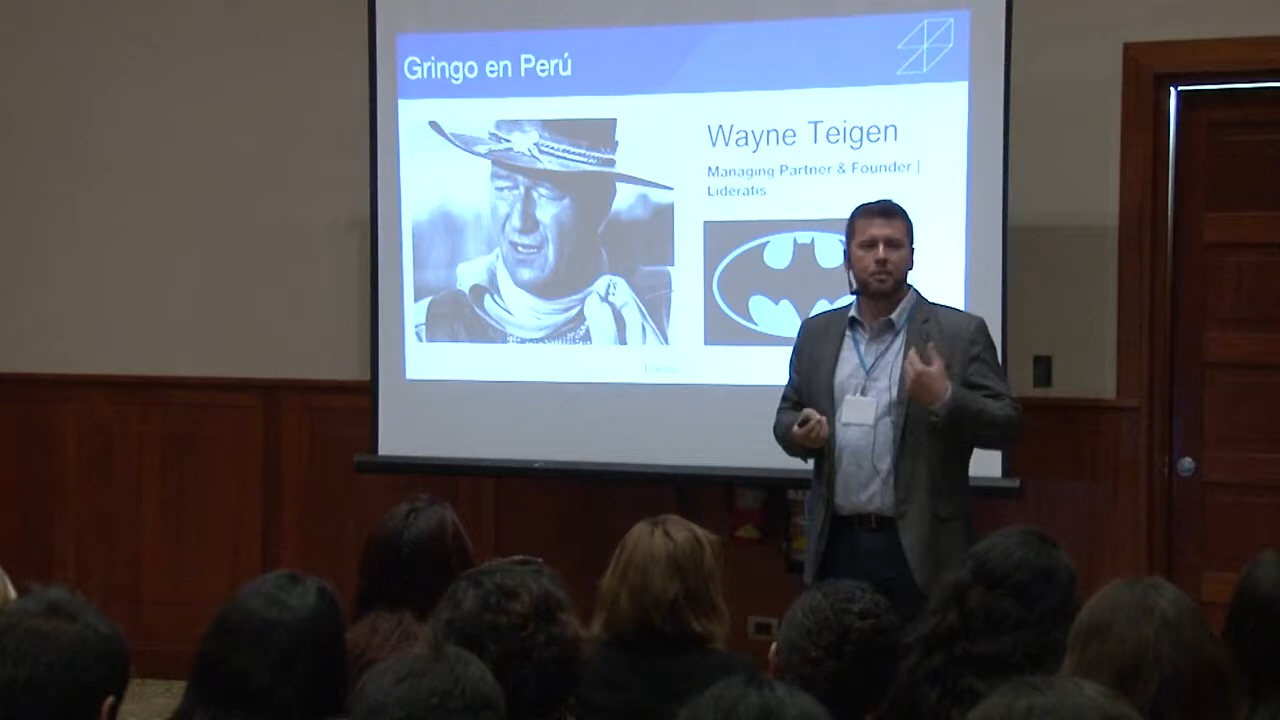 Gringo en Perú
Wayne Teigen
Managing Partner & Founder |
Lideratis